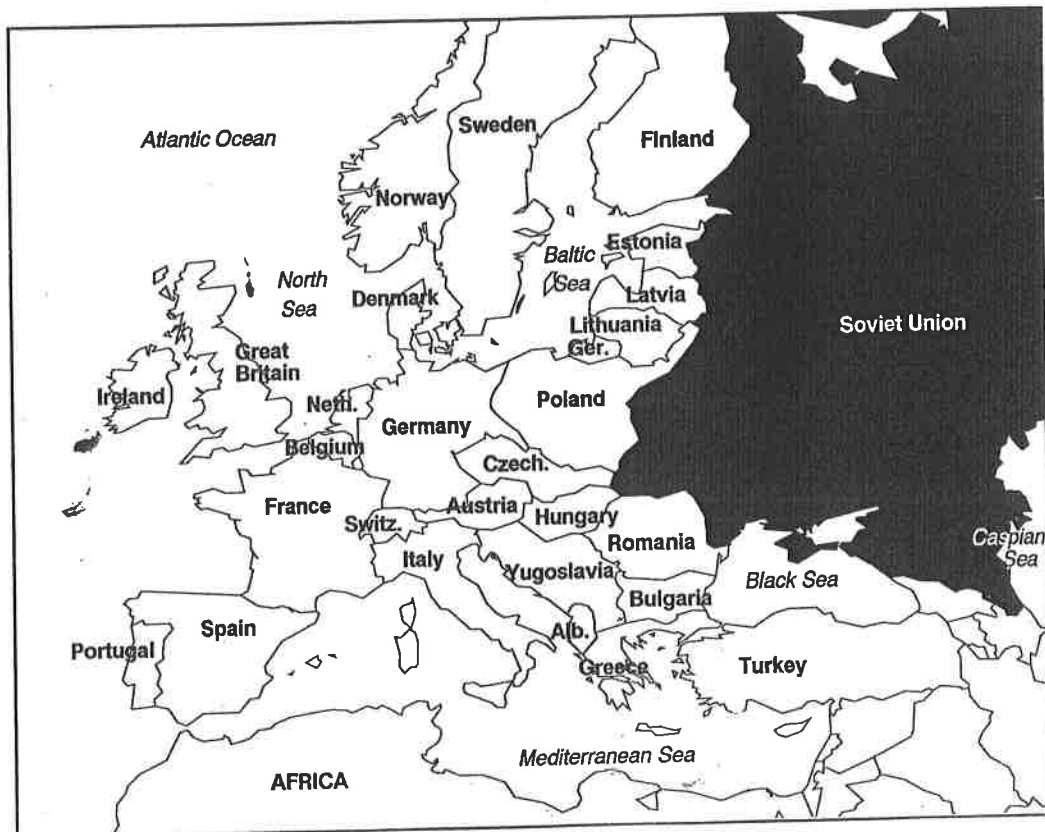 Sweden
Finland
Atlantic Ocean
Norway
Estonia
Baltic
Sea
North
Sea
Denmark
Latvia
Lithuania
Ger.
Soviet Union
Great
Britain
Ireland
Neth.
Poland
Germany
Belgium
Czech.
France
Austria
Hungary
Switz.
Romania
Italy
Caspian
Sea
Yugoslavia
Black Sea
Bulgaria
Spain
Alb.
Portugal
Greece
Turkey
Mediterranean Sea
AFRICA